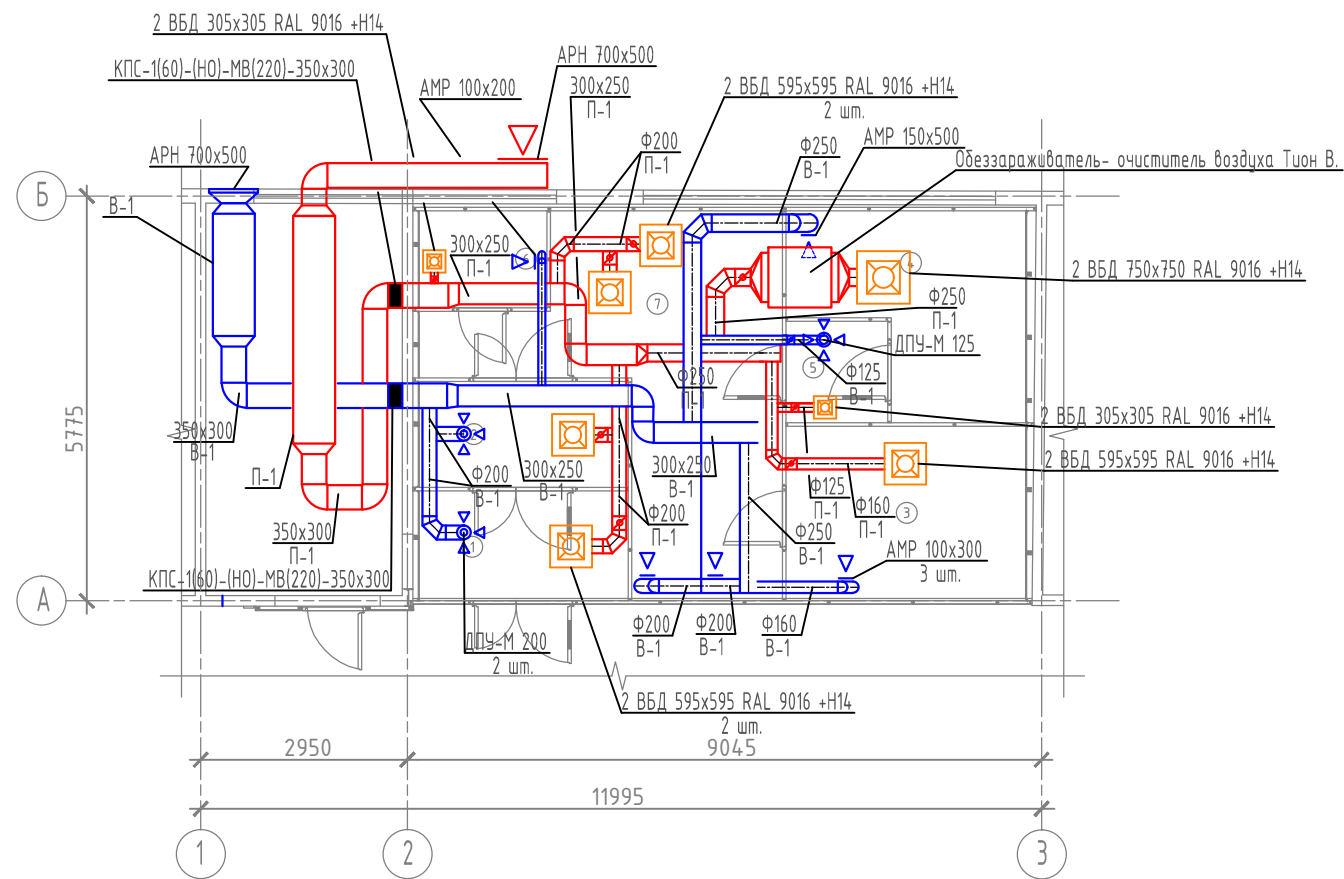 2 ВБД 305х305 RAL 9016 +Н14
КПС-1(60)-(НО)-МВ(220)-350х300
АРН 700х500
АМР 100х200
300х250
П-1
2 ВБД 595х595 RAL 9016 +Н14
2 шт.
Ф200
П-1
Ф250
В-1
АМР 150х500
Обеззараживатель- очиститель воздуха Тион В.
АРН 700х500
Б
В-1
300х250
П-1
6
4
2 ВБД 750х750 RAL 9016 +Н14
7
Ф250
П-1
ДПУ-М 125
5
Ф250
П-1
Ф125
В-1
5775
2 ВБД 305х305 RAL 9016 +Н14
350х300
В-1
2
2 ВБД 595х595 RAL 9016 +Н14
П-1
Ф200
В-1
300х250
В-1
300х250
В-1
Ф125
П-1
Ф160
П-1
3
Ф200
П-1
350х300
П-1
1
Ф250
В-1
АМР 100х300
3 шт.
КПС-1(60)-(НО)-МВ(220)-350х300
А
Ф200
В-1
Ф200
В-1
Ф160
В-1
ДПУ-М 200
2 шт.
2 ВБД 595х595 RAL 9016 +Н14
2 шт.
2950
9045
11995
1
2
3